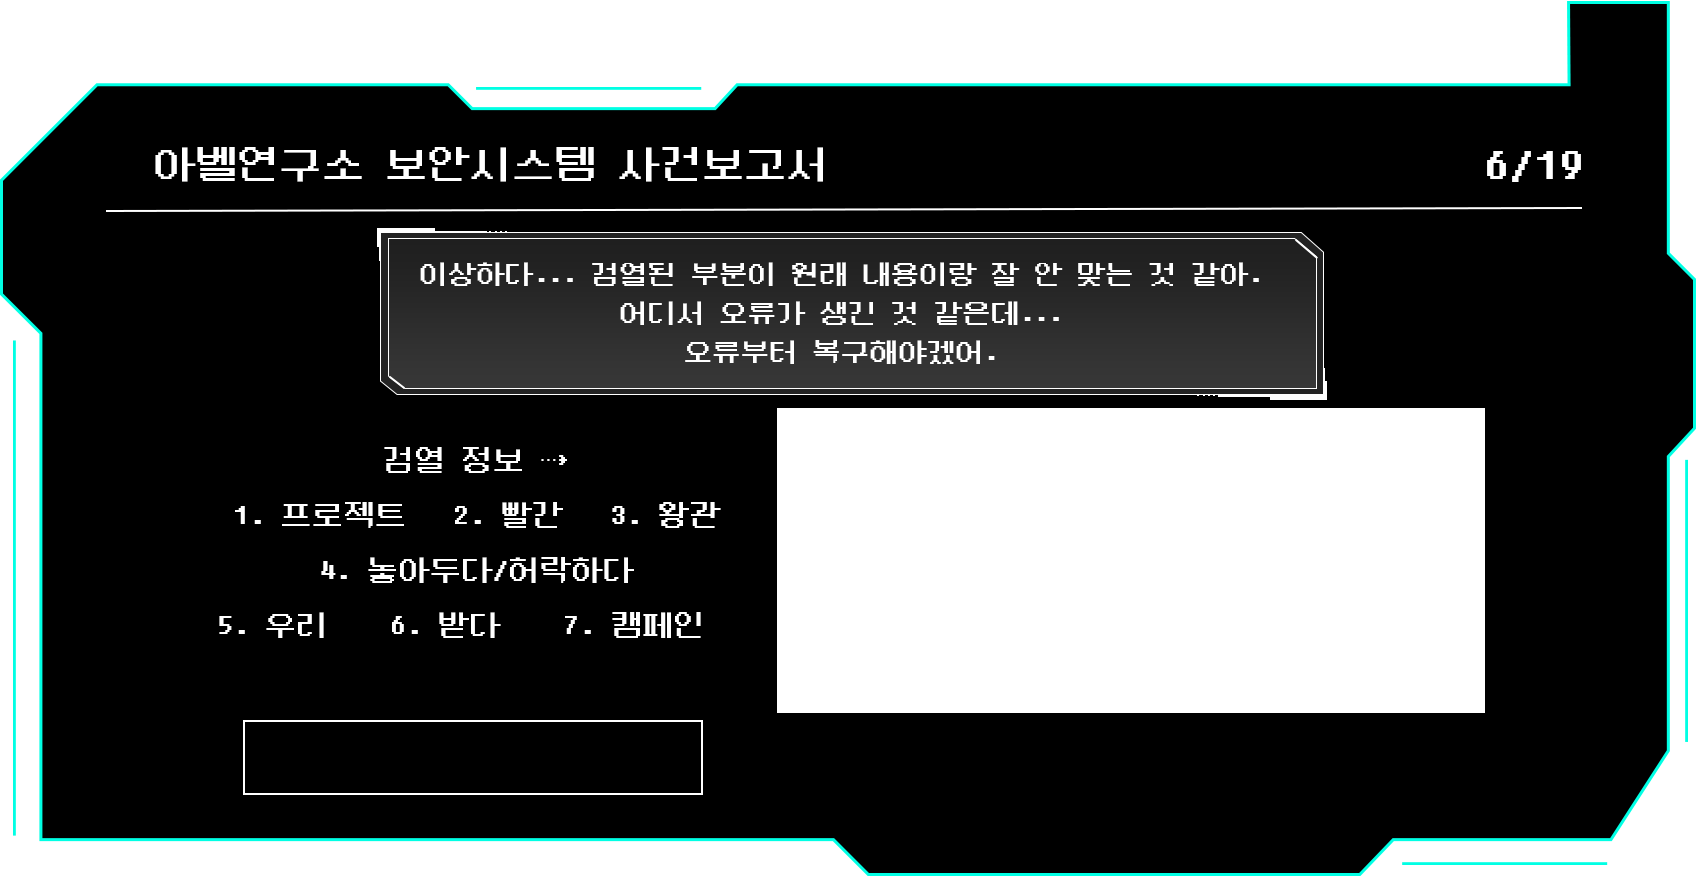 아벨연구소 보안시스템 사건보고서 6/19
이상하다... 검열된 부분이 원래 내용이랑 잘 안 맞는 것 같아.
어디서 오류가 생긴 것 같은데...
오류부터 복구해야겠어.
검열 정보 ⇢
1. 프로젝트 2. 빨간 3. 왕관
4. 놓아두다/허락하다
5. 우리 6. 받다 7. 캠페인